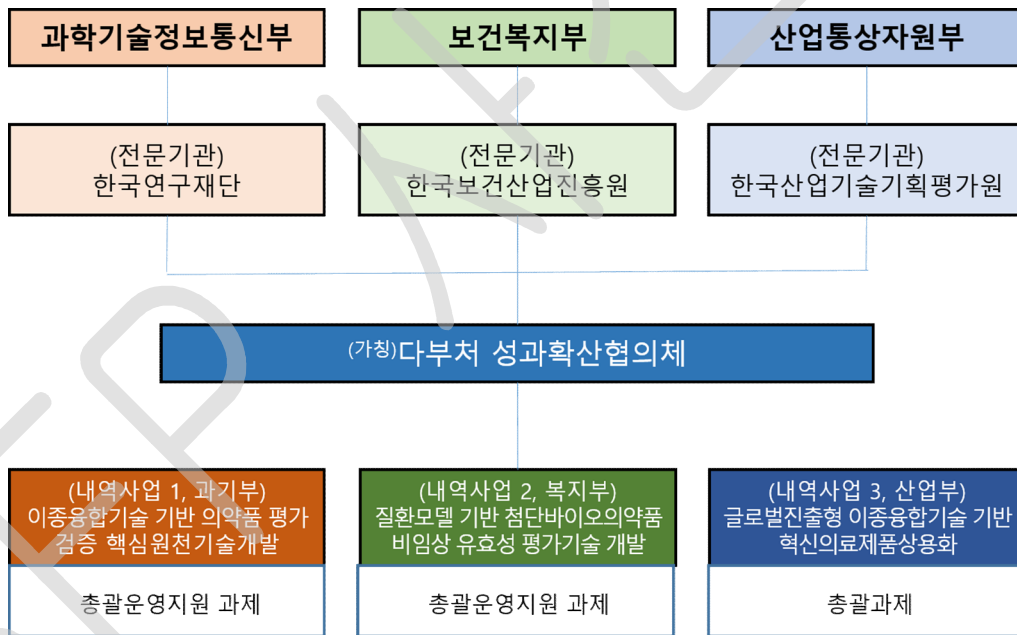 과학기술정보통신부
보건복지부
산업통상자원부
(전문기관)
한국연구재단
(전문기관)
한국보건산업진흥원
(전문기관)
한국산업기술기획평가원
(가칭)다부처 성과확산협의체
(내역사업 1, 과기부)
이종융합기술 기반 의약품 평가
검증 핵심원천기술개발
(내역사업 2, 복지부)
질환모델 기반 첨단바이오의약품
비임상 유효성 평가기술 개발
(내역사업 3, 산업부)
글로벌진출형 이종융합기술 기반
혁신의료제품상용화
총괄운영지원 과제
총괄운영지원 과제
총괄과제